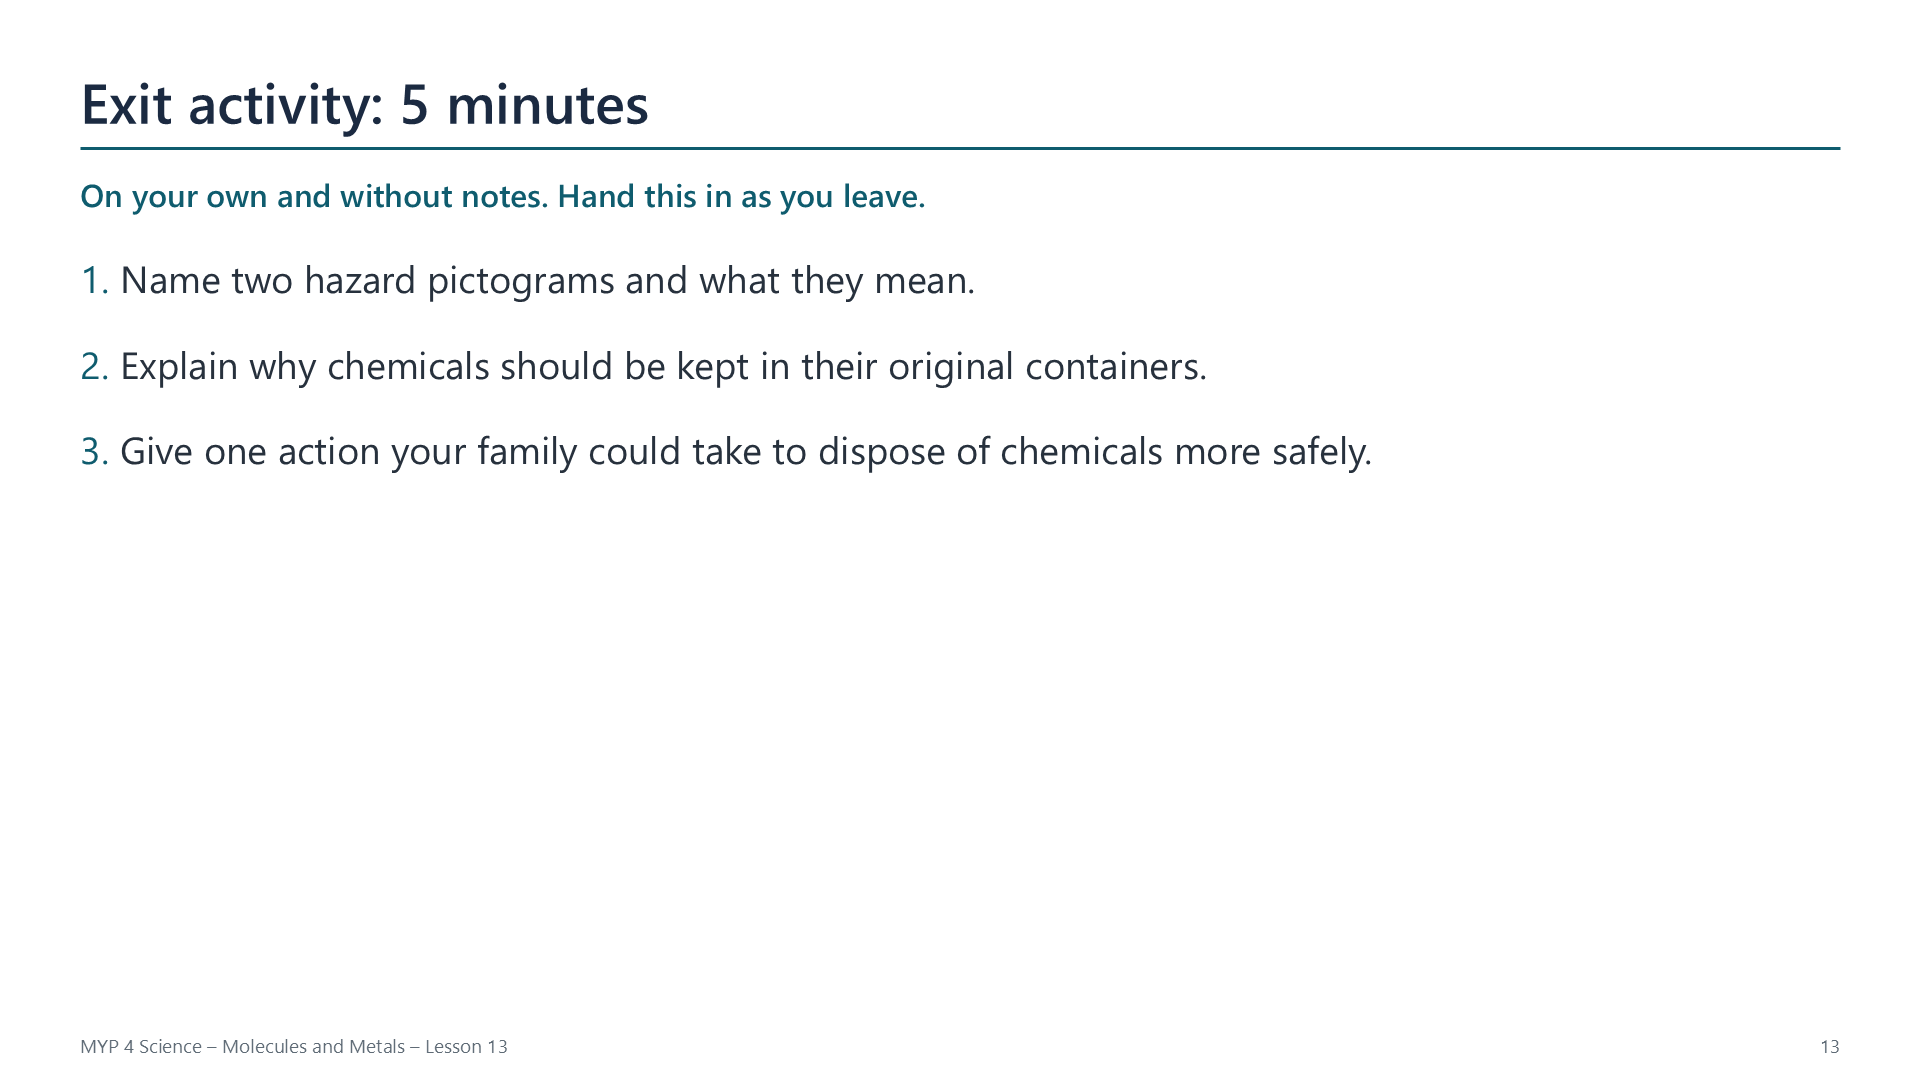 Exit activity: 5 minutes
On your own and without notes. Hand this in as you leave.
1. Name two hazard pictograms and what they mean.
2. Explain why chemicals should be kept in their original containers.
3. Give one action your family could take to dispose of chemicals more safely.
MYP 4 Science – Molecules and Metals – Lesson 13
13